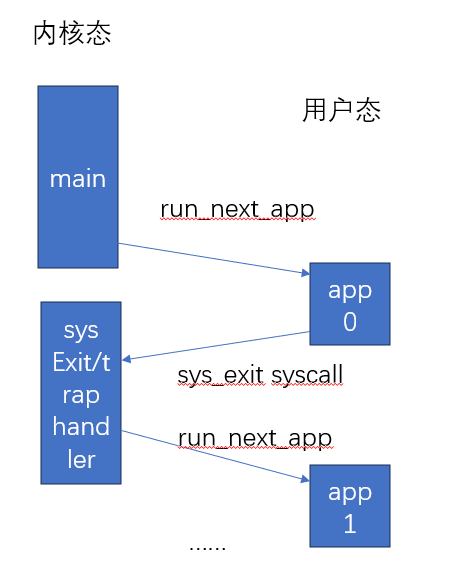 内核态
用户态
main
run_next_app
app
0
sys
Exit/t
rap
hand
ler
sys_exit syscall
run_next_app
app
1
......